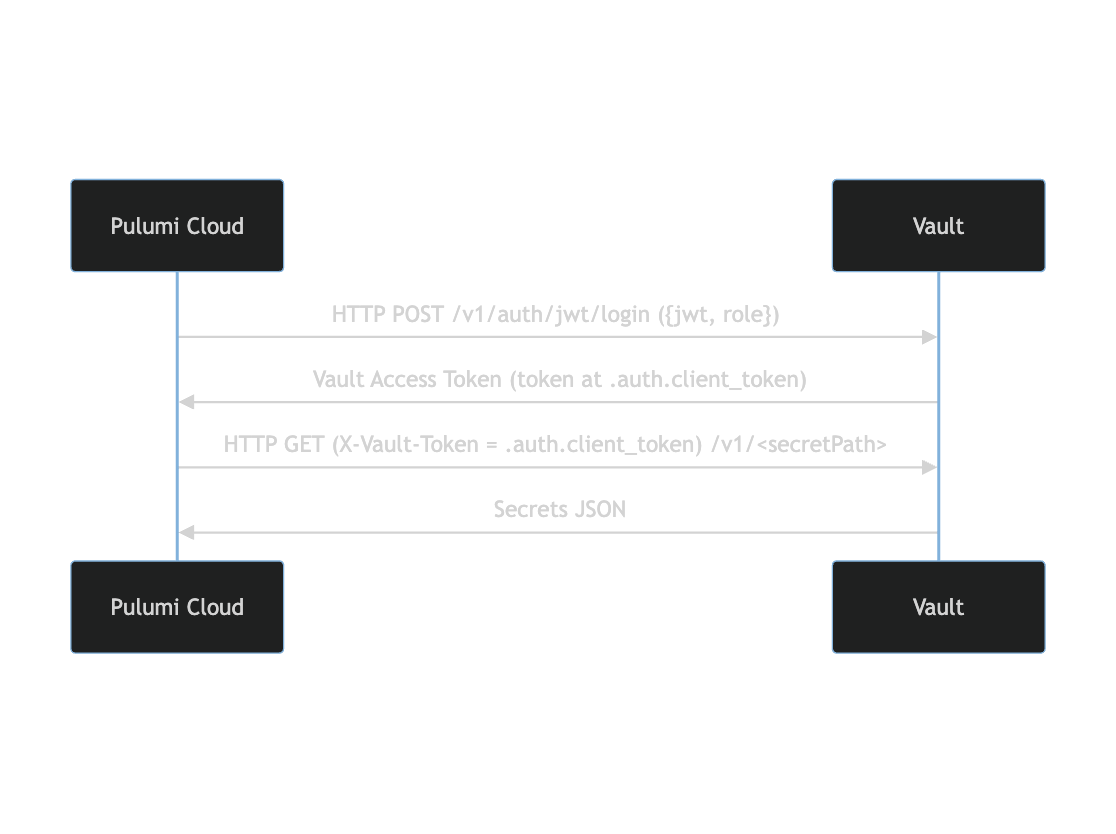 Pulumi Cloud
Vault
HTTP POST /v1/auth/jwt/login ({jwt, role})
Vault Access Token (token at .auth.client_token)
HTTP GET (X-Vault-Token = .auth.client_token) /v1/<secretPath>
Secrets JSON
Pulumi Cloud
Vault